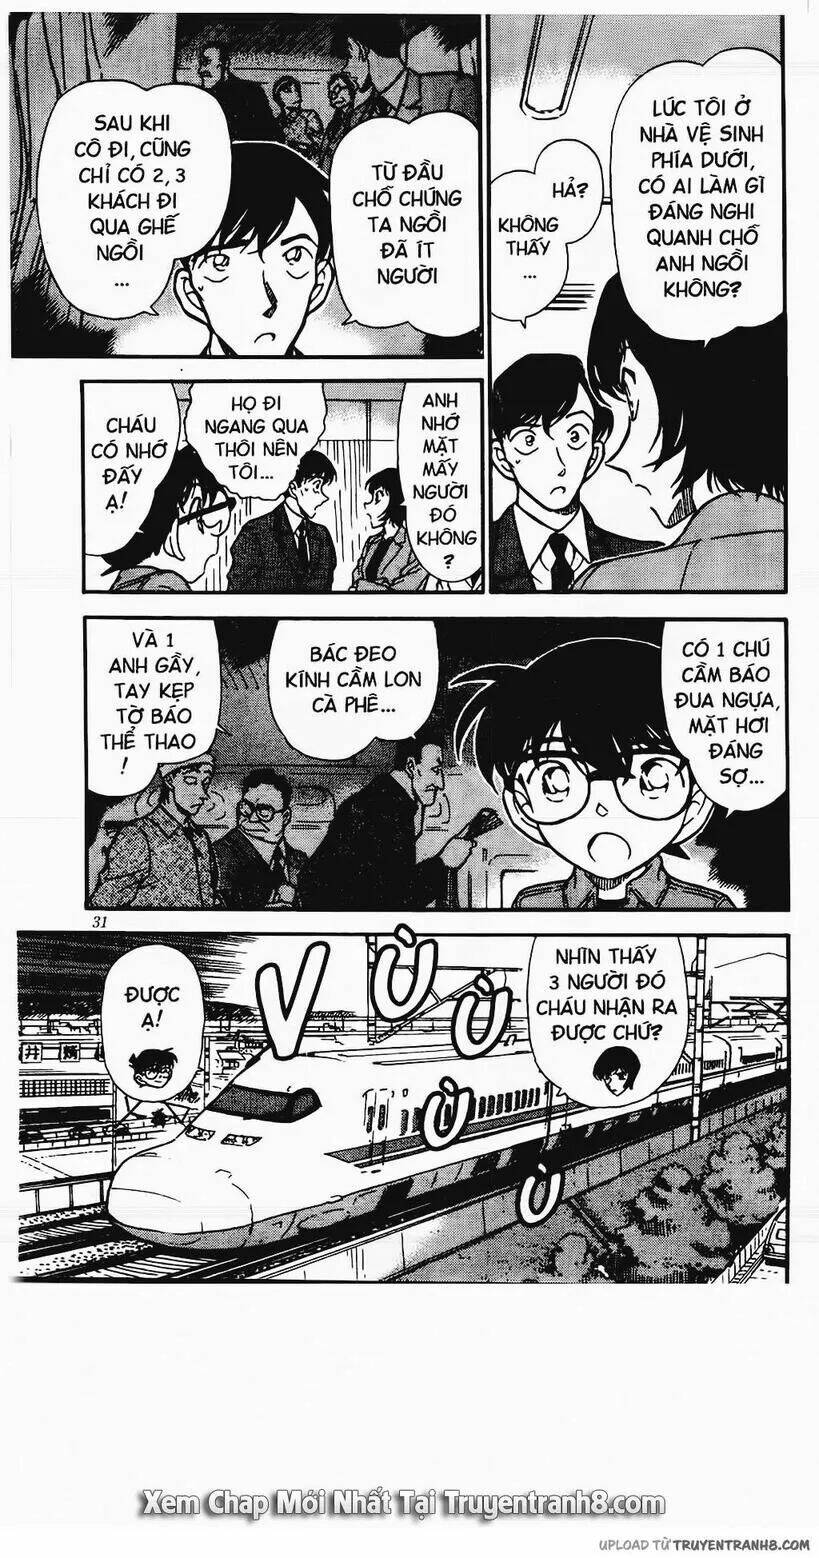 LÚC TÔI Ở
NHÀ VỆ SINH
PHÍA DƯỚI,
CÓ AI LÀM GÌ
ĐÁNG NGHI
QUANH CHỖ
ANH NGỒI
KHÔNG?
HẢ?
KHÔNG
THẤY
...
TỪ ĐẦU
CHỖ CHÚNG
TA NGỒI
ĐÃ ÍT
NGƯỜI
SAU KHI
CÔ ĐI, CŨNG
CHỈ CÓ 2, 3
KHÁCH ĐI
QUA GHẾ
NGỒI
...
ANH
NHỚ
MẶT
MẤY
NGƯỜI
ĐÓ
KHÔNG
?
HỌ ĐI
NGANG QUA
THÔI NÊN
TÔI...
CHÁU
CÓ NHỚ
ĐẤY
Ạ!
CÓ 1 CHÚ
CẦM BÁO
ĐUA NGỰA,
MẶT HƠI
ĐÁNG
SỢ...
BÁC ĐEO
KÍNH CẦM LON
CÀ PHÊ...
VÀ 1
ANH GẦY,
TAY KẸP
TỜ BÁO
THỂ THAO
!
31
NHÌN THẤY
3 NGƯỜI ĐÓ
CHÁU NHẬN RA
ĐƯỢC CHỨ?
VÙ Ù Ù Ù
ĐƯỢC
Ạ!
Xem Chap Mới Nhất Tại Truyentranh8.com
UPLOAD TỪ TRUYENTRANH8.COM